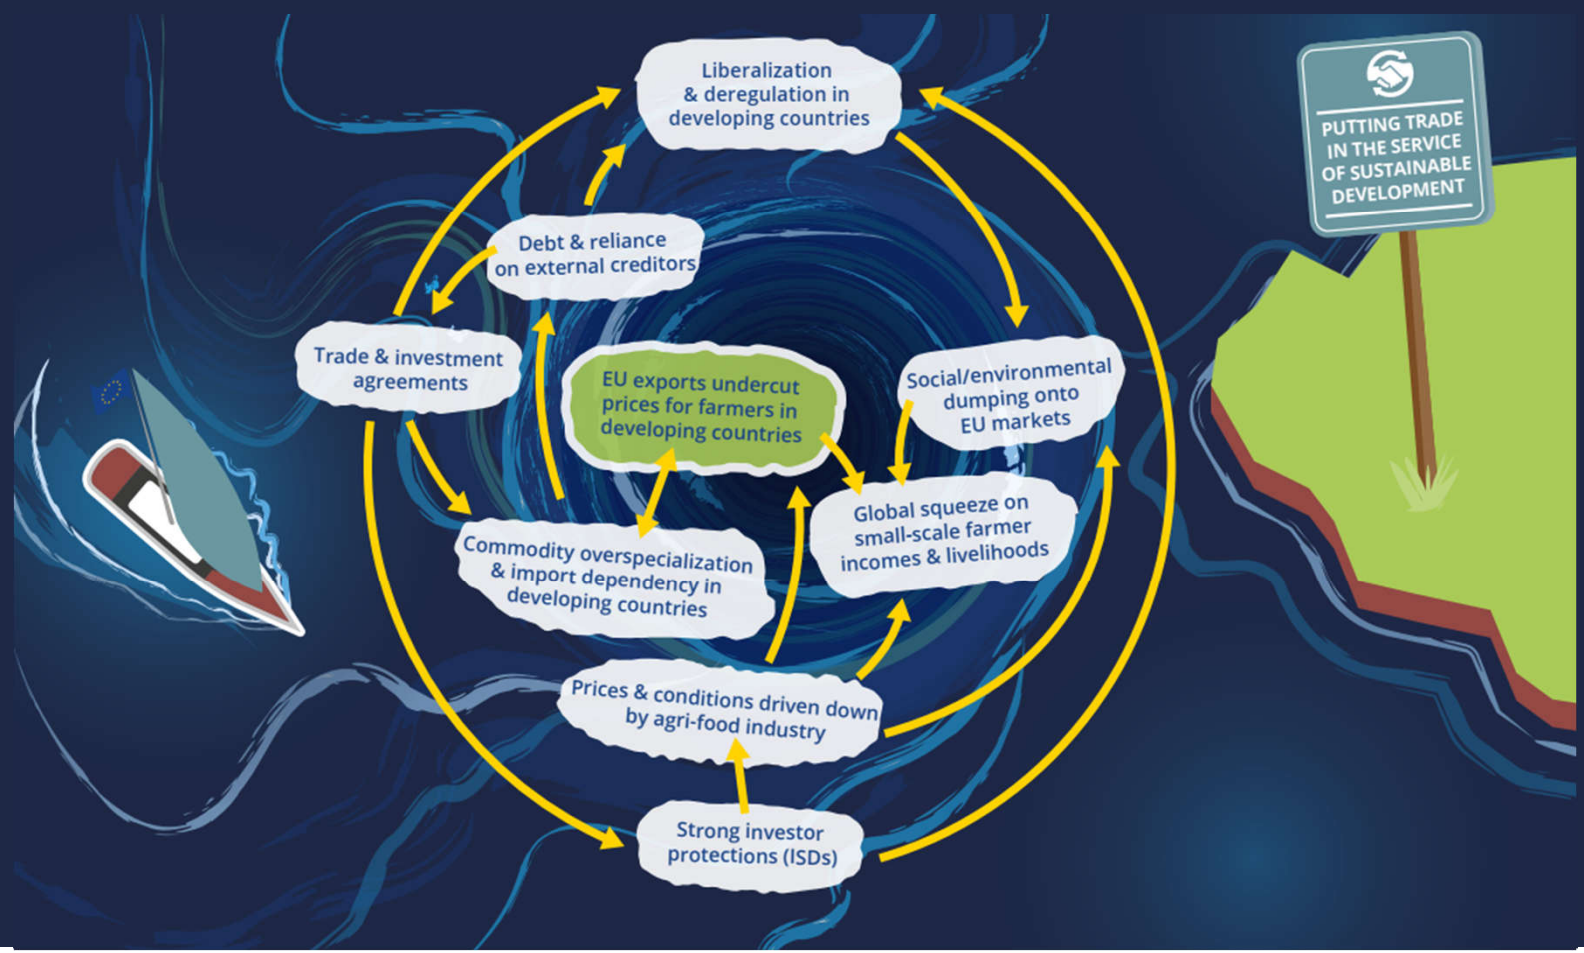 Liberalization
& deregulation in
developing countries
PUTTING TRADE
IN THE SERVICE
OF SUSTAINABLE
DEVELOPMENT
Debt & reliance
on external creditors
Trade & investment
agreements
EU exports undercut
prices for farmers in
developing countries
Social/environmental
dumping onto
EU markets
Global squeeze on
small-scale farmer
incomes & livelihoods
Commodity overspecialization
& import dependency in
developing countries
Prices & conditions driven down
by agri-food industry
Strong investor
protections (ISDs)